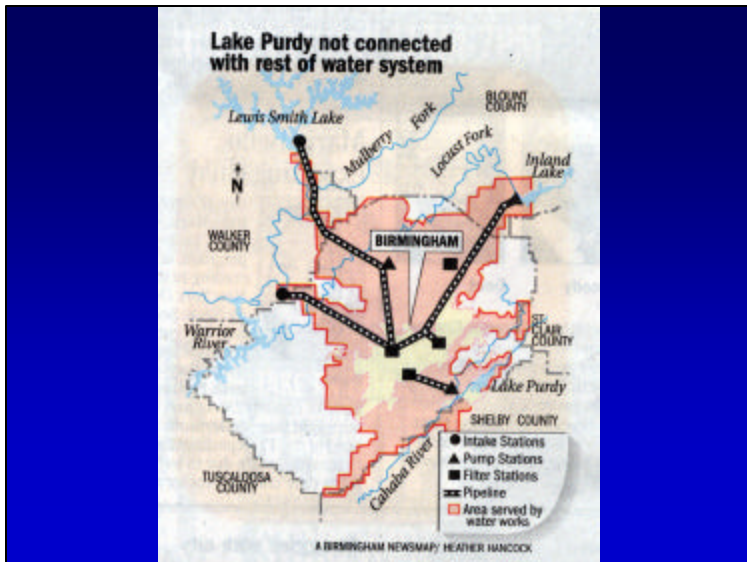 Lake Purdy not connected
with rest of water system
BLOUNT
COUNTY
Lewis Smith Lake
Mulberry Fork
Locust Fork
Inland
Lake
N
WALKER
COUNTY
BIRMINGHAM
Warrior
River
ST.
CLAIR
COUNTY
Lake Purdy
SHELBY COUNTY
Cahaba River
TUSCALOOSA
COUNTY
Intake Stations
Pump Stations
Filter Stations
Pipeline
Area served by
water works
A BIRMINGHAM NEWSMAP/ HEATHER HANCOCK